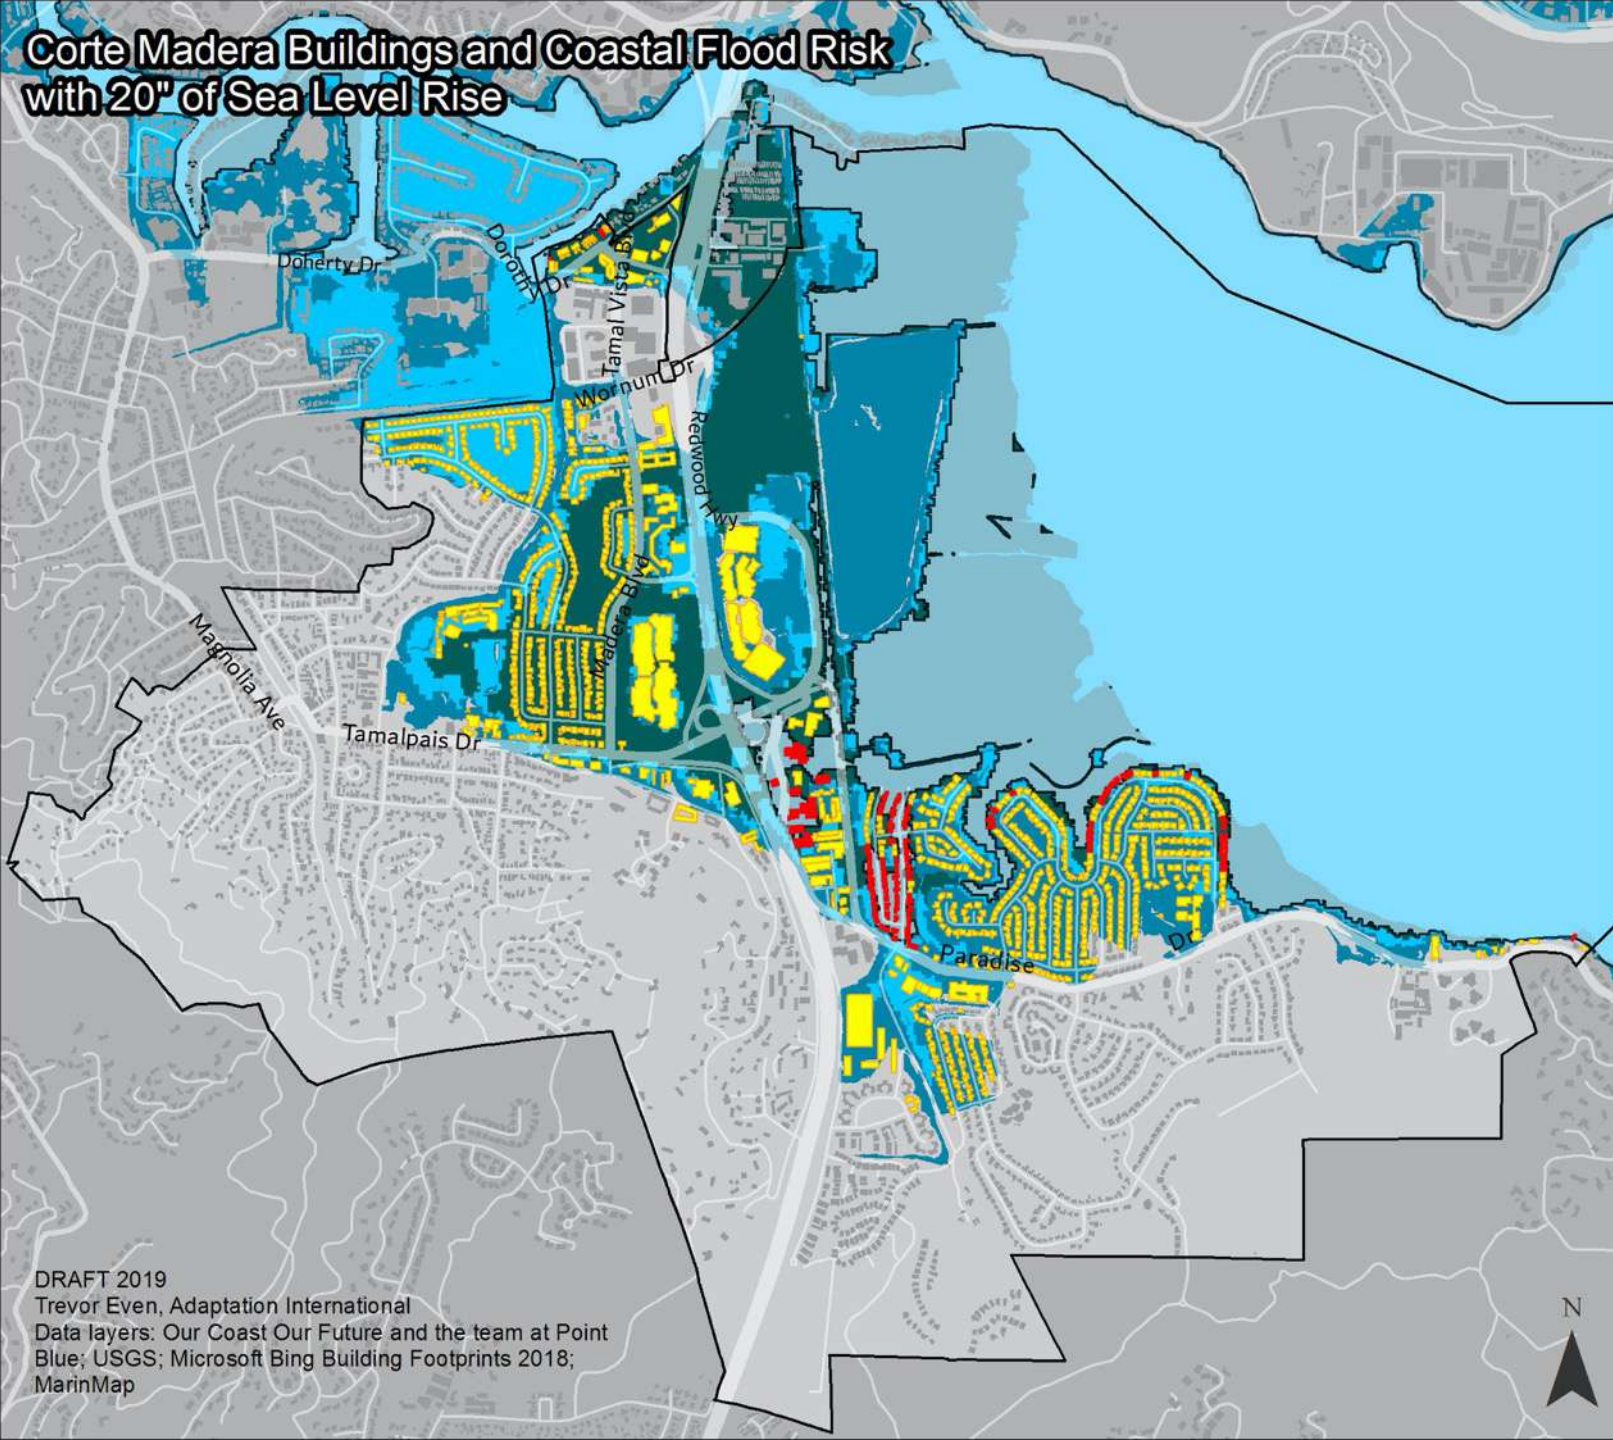 Corte Madera Buildings and Coastal Flood Risk
with 20" of Sea Level Rise
Doherty Dr
Dorothy Dr
Tamal Vista Blvd
Wornum Dr
Redwood Hwy
Madera Blvd
Magnolia Ave
Tamalpais Dr
Paradise Dr
DRAFT 2019
Trevor Even, Adaptation International
Data layers: Our Coast Our Future and the team at Point
Blue; USGS; Microsoft Bing Building Footprints 2018;
MarinMap
N